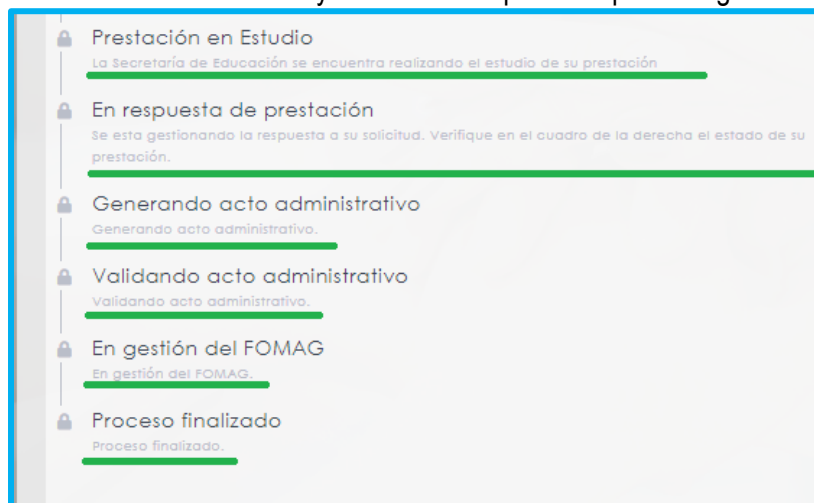 Prestación en Estudio
La Secretaría de Educación se encuentra realizando el estudio de su prestación
En respuesta de prestación
Se esta gestionando la respuesta a su solicitud. Verifique en el cuadro de la derecha el estado de su
prestación.
Generando acto administrativo
Generando acto administrativo.
Validando acto administrativo
Validando acto administrativo.
En gestión del FOMAG
En gestión del FOMAG.
Proceso finalizado
Proceso finalizado.